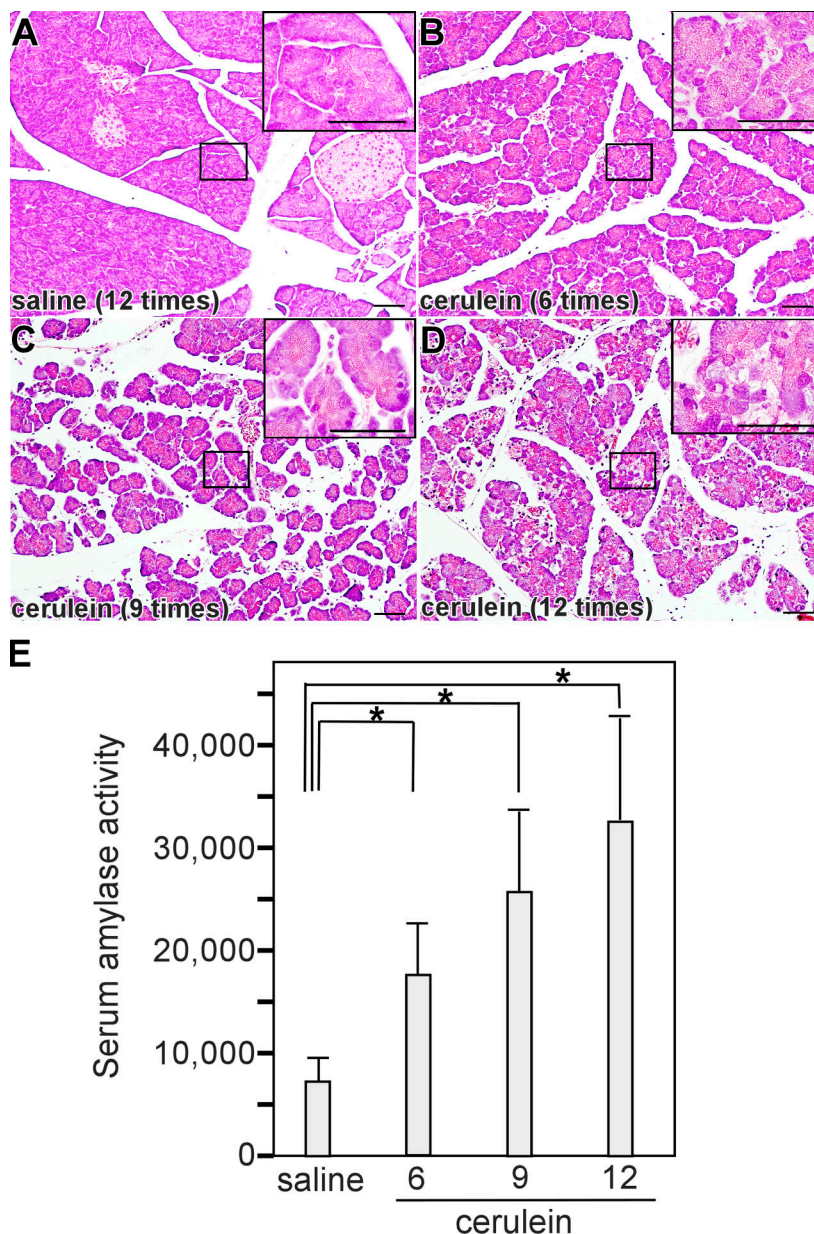 A
B
saline (12 times)
cerulein (6 times)
C
D
cerulein (9 times)
cerulein (12 times)
E
Serum amylase activity
40,000
30,000
20,000
10,000
0
*
*
*
saline
6
9
12
cerulein